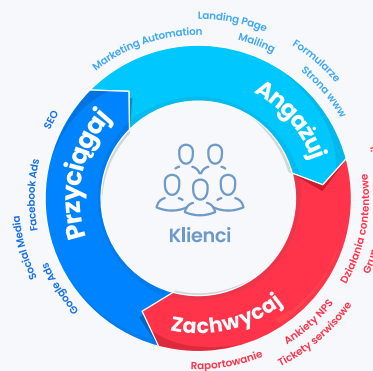 Landing Page
Marketing Automation
Mailing
Formularze
Strona www
Angażuj
SEO
Przyciągaj
Facebook Ads
Social Media
Google Ads
Klienci
Działania contentowe
Zachwycaj
Ankiety NPS
Tickety serwisowe
Raportowanie